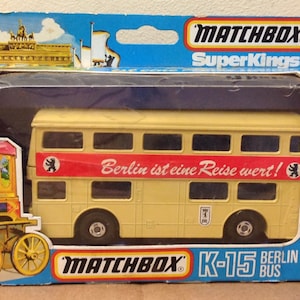 MATCHBOX
SuperKings
Berlin ist eine Reise wert!
MATCHBOX®
K-15 BERLIN
BUS